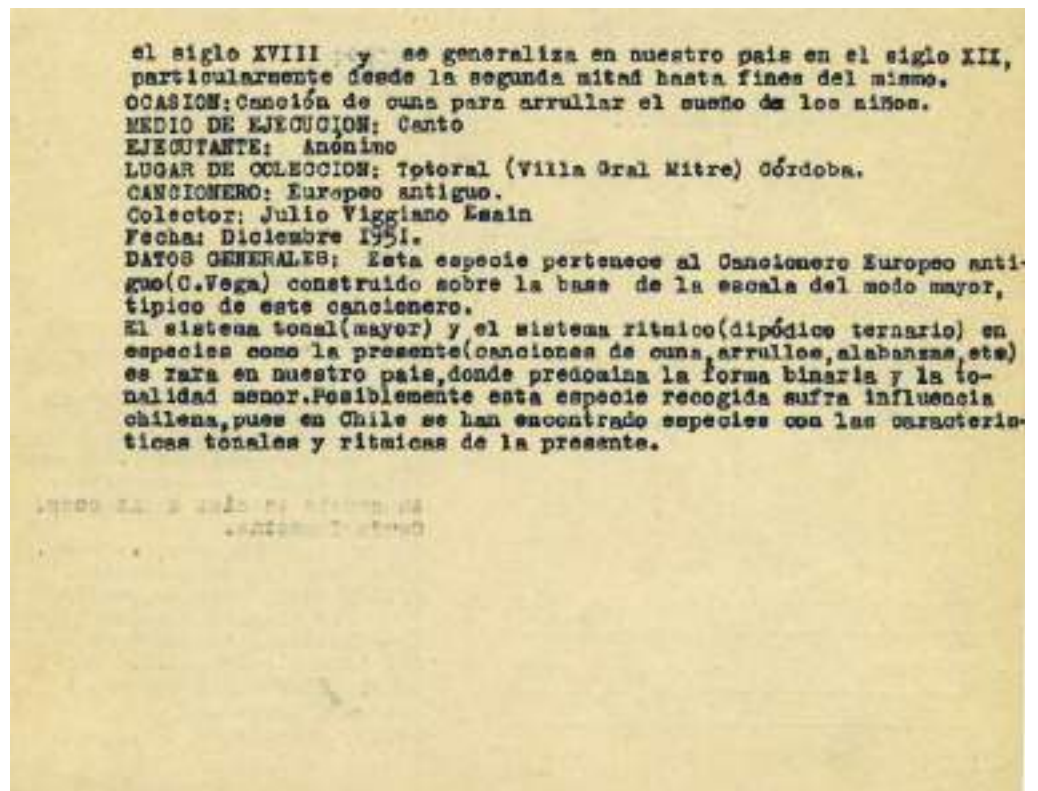 el siglo XVIII y se generaliza en nuestro pais en el siglo XII,
particularmente desde la segunda mitad hasta fines del mismo.
OCASION:Canción de cuna para arrullar el sueño de los niños.
MEDIO DE EJECUCION: Canto
EJECUTANTE: Anónimo
LUGAR DE COLECCION: Totoral (Villa Gral Mitre) Córdoba.
CANCIONERO: Europeo antiguo.
Colector: Julio Viggiano Esain
Fecha: Diciembre 1951.
DATOS GENERALES: Esta especie pertenece al Cancionero Europeo anti-
guo(C.Vega) construido sobre la base de la escala del modo mayor,
tipico de este cancionero.
El sistema tonal(mayor) y el sistema ritmico(dipódico ternario) en
especies como la presente(canciones de cuna,arrullos,alabanzas,etc)
es rara en nuestro pais,donde predomina la forma binaria y la to-
nalidad menor.Posiblemente esta especie recogida sufra influencia
chilena,pues en Chile se han encontrado especies con las caracteris-
ticas tonales y ritmicas de la presente.